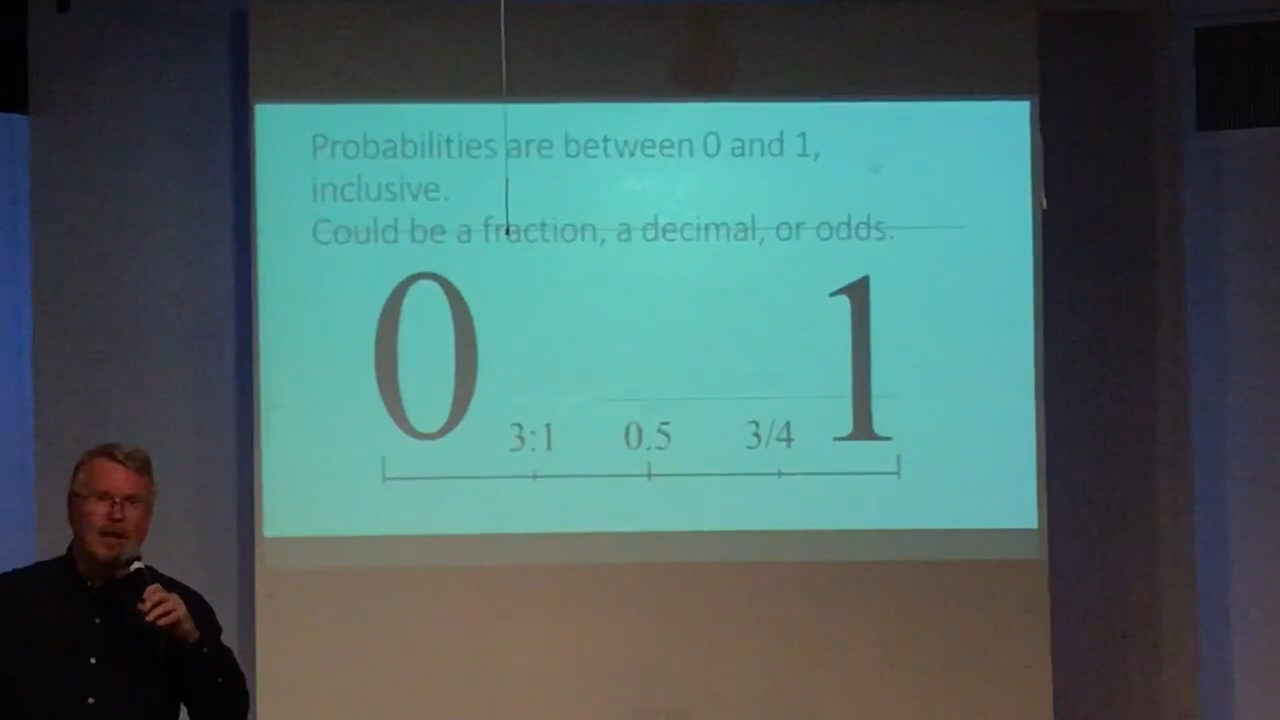 Probabilities are between 0 and 1,
inclusive.
Could be a fraction, a decimal, or odds.
0 1
3:1 0.5 3/4